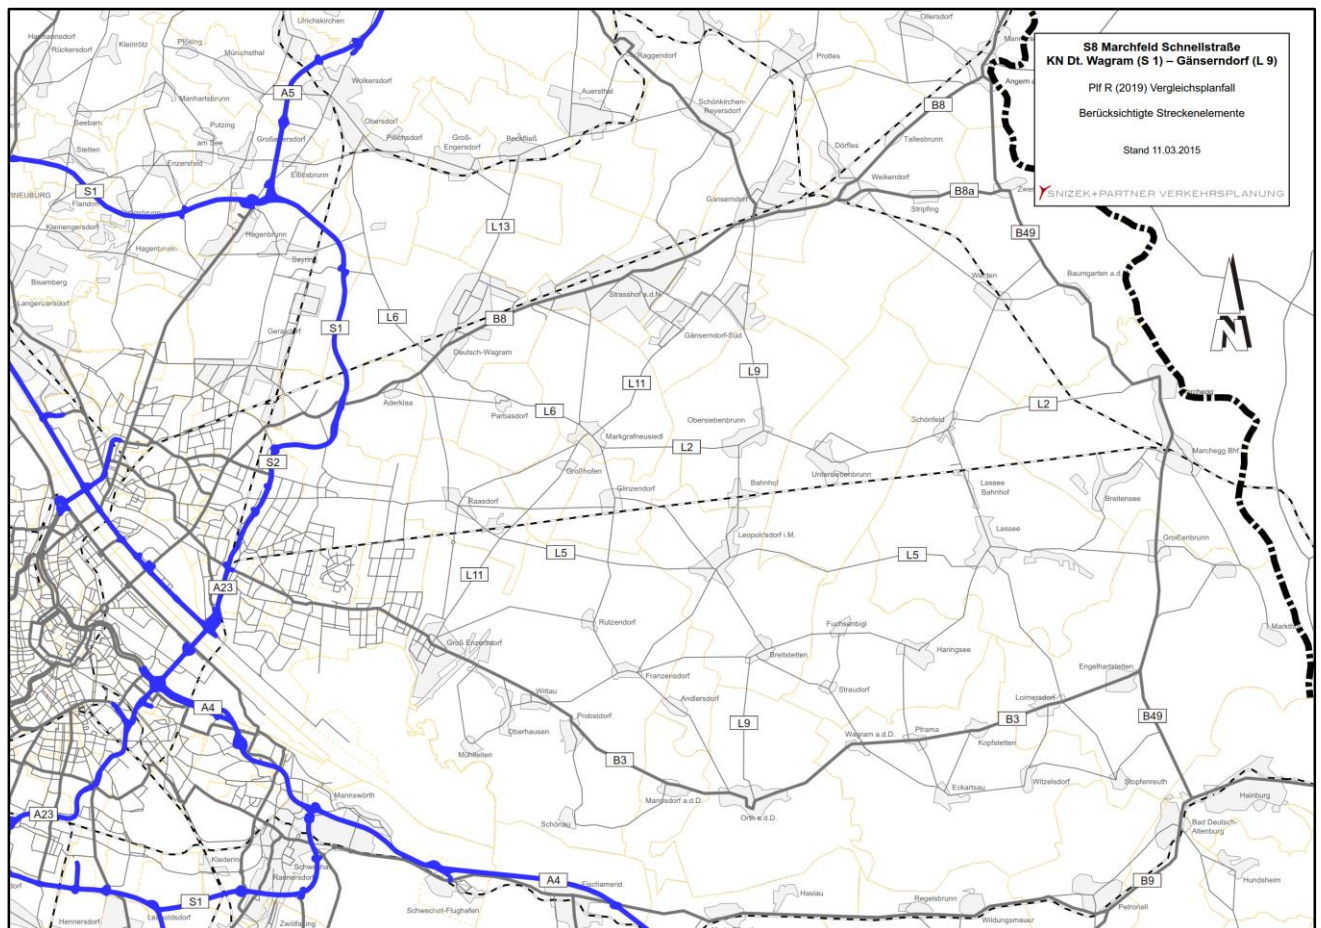 S8 Marchfeld Schnellstraße
KN Dt. Wagram (S 1) – Gänserndorf (L 9)
Plf R (2019) Vergleichsplanfall
Berücksichtigte Streckenelemente
Stand 11.03.2015
SNIZEK+PARTNER VERKEHRSPLANUNG
N
Ulrichskirchen
Kleinrötz
Rückersdorf
Münichsthal
Wolkersdorf
Raggendorf
Prottes
Ollersdorf
A5
Auersthal
Manhartsbrunn
Obersdorf
Pillichsdorf
Groß-
Engersdorf
Bockfließ
Schönkirchen-
Reyersdorf
B8
Tallesbrunn
Seebarn
Putzing
am See
Stetten
Enzersfeld
Eibesbrunn
Dörfles
Weikendorf
S1
Flandorf
Kleinengersdorf
Hagenbrunn
Hagenbrunn
Gänserndorf
Stripfing
B8a
L13
B49
Seyring
Bisamberg
Langenzersdorf
Gerasdorf
S1
L6
B8
Strasshof a.d.N.
Gänserndorf-Süd
Baumgarten a.d.
Deutsch-Wagram
Aderklaa
Parbasdorf
L6
L11
L9
Obersiebenbrunn
Schönfeld
L2
Markgrafneusiedl
L2
Untersiebenbrunn
Marchegg Bhf.
S2
Großhofen
Glinzendorf
Bahnhof
Lassee
Bahnhof
Breitensee
Raasdorf
Leopoldsdorf i.M.
Lassee
Großenbrunn
L5
L5
L11
A23
Rutzendorf
Fuchsenbigl
Haringsee
Groß Enzersdorf
Franzensdorf
Breitstetten
Straudorf
Engelhartstetten
Loimersdorf
Wittau
Andlersdorf
A4
Probstdorf
Oberhausen
L9
Wagram a.d.D.
Pframa
B3
Kopfstetten
B49
Mühlleiten
B3
Eckartsau
Witzelsdorf
Stopfenreuth
Mannswörth
Mannsdorf a.d.D.
Orth a.d.D.
Hainburg
A23
Schönau
Bad Deutsch-
Altenburg
Kledering
Rannersdorf
S1
A4
Fischamend
Schwechat-Flughafen
Haslau
Regelsbrunn
Wildungsmauer
B9
Petronell
Hundsheim
Hennersdorf
Leopoldsdorf
Zwölfaxing